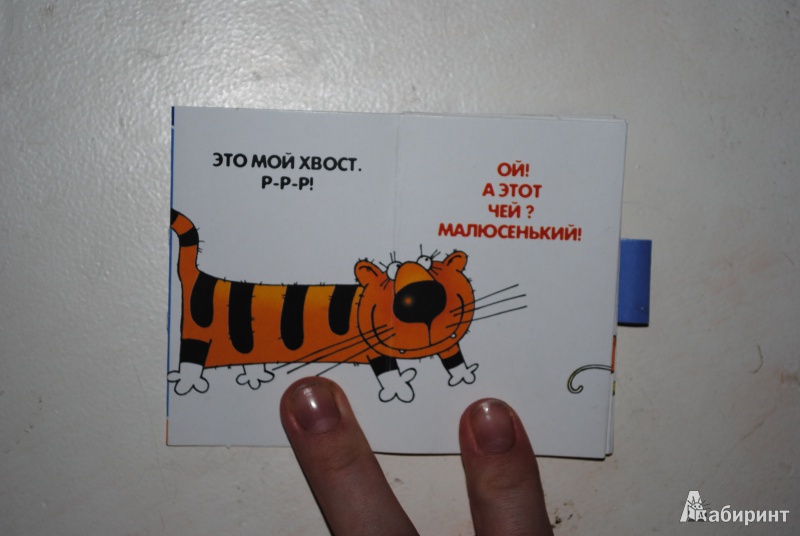 ЭТО МОЙ ХВОСТ.
Р-Р-Р!
ОЙ!
А ЭТОТ
ЧЕЙ ?
МАЛЮСЕНЬКИЙ!
Лабиринт